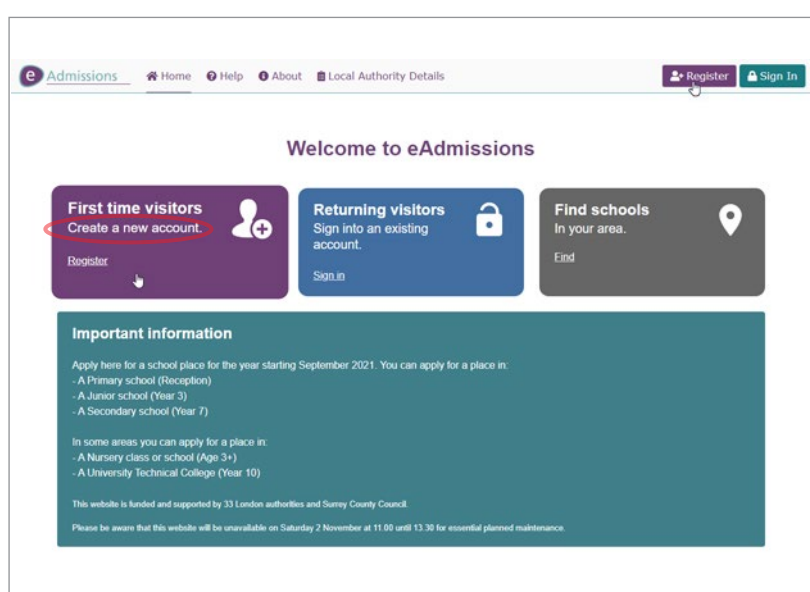 e Admissions Home Help About Local Authority Details Register Sign In
Welcome to eAdmissions
First time visitors
Create a new account.
Register
Returning visitors
Sign into an existing
account.
Sign in
Find schools
In your area.
Find
Important information
Apply here for a school place for the year starting September 2021. You can apply for a place in:
- A Primary school (Reception)
- A Junior school (Year 3)
- A Secondary school (Year 7)
In some areas you can apply for a place in:
- A Nursery class or school (Age 3+)
- A University Technical College (Year 10)
This website is funded and supported by 33 London authorities and Surrey County Council.
Please be aware that this website will be unavailable on Saturday 2 November at 11.00 until 13.30 for essential planned maintenance.